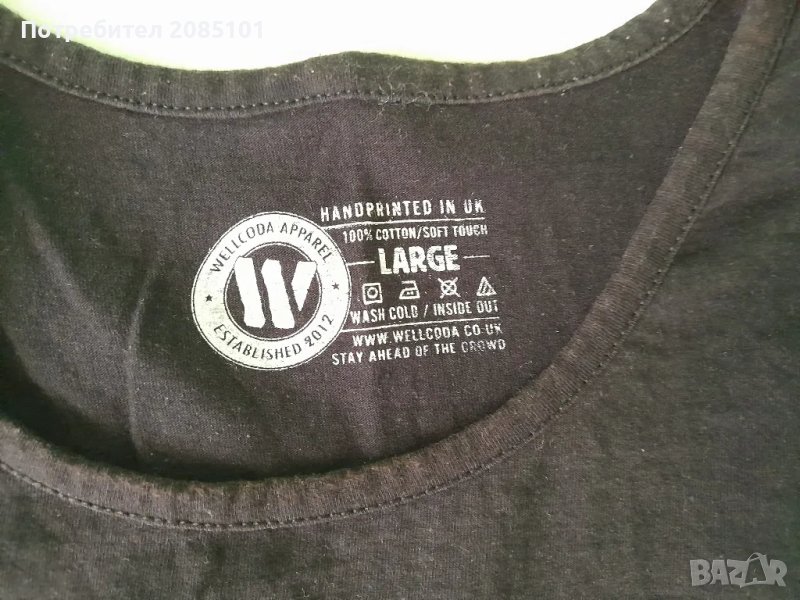 Потребител 2085101
HANDPRINTED IN UK
100% COTTON/SOFT TOUCH
LARGE
WASH COLD / INSIDE OUT
WWW.WELLCODA.CO.UK
STAY AHEAD OF THE CROWD
WELLCODA APPAREL
W
ESTABLISHED 2012
BAZAR